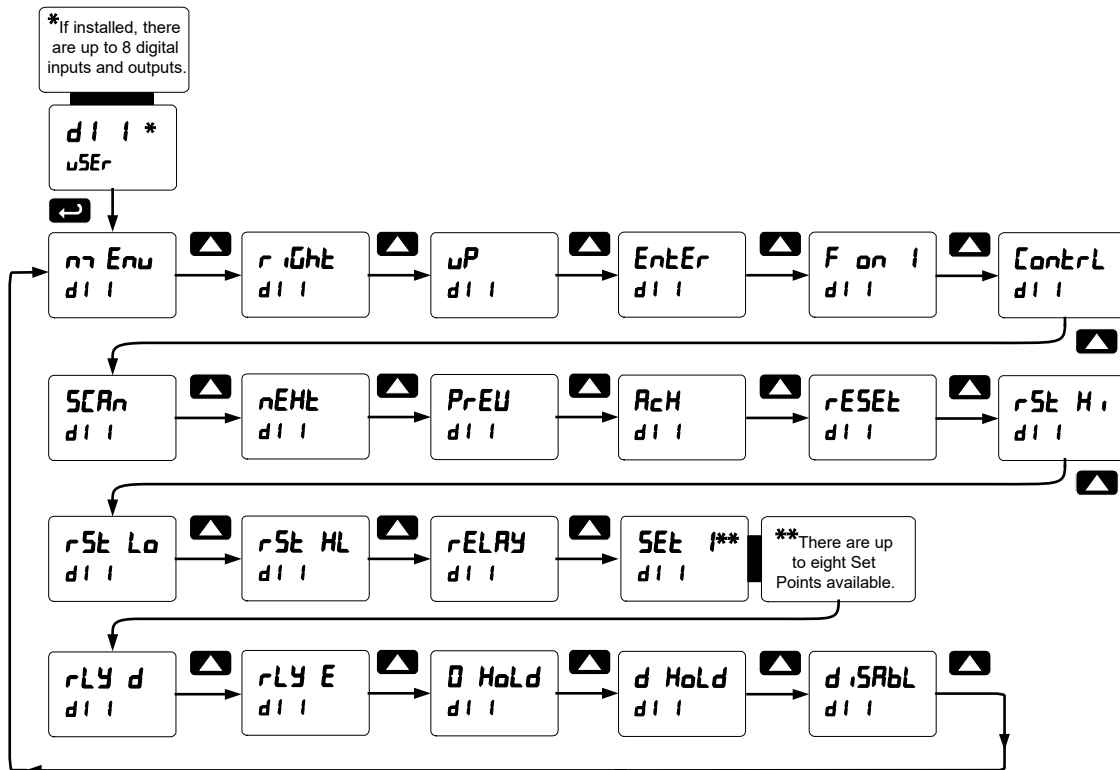 *If installed, there
are up to 8 digital
inputs and outputs.
dI 1 *
uSEr
mEnu
dI 1
riGht
dI 1
uP
dI 1
EntEr
dI 1
F on 1
dI 1
ContrL
dI 1
SCAn
dI 1
nEHt
dI 1
PrEU
dI 1
AcH
dI 1
rESEt
dI 1
rSt Hi
dI 1
rSt Lo
dI 1
rSt HL
dI 1
rELAY
dI 1
SEt 1**
dI 1
**There are up
to eight Set
Points available.
rLY d
dI 1
rLY E
dI 1
O HoLd
dI 1
d HoLd
dI 1
diSAbL
dI 1